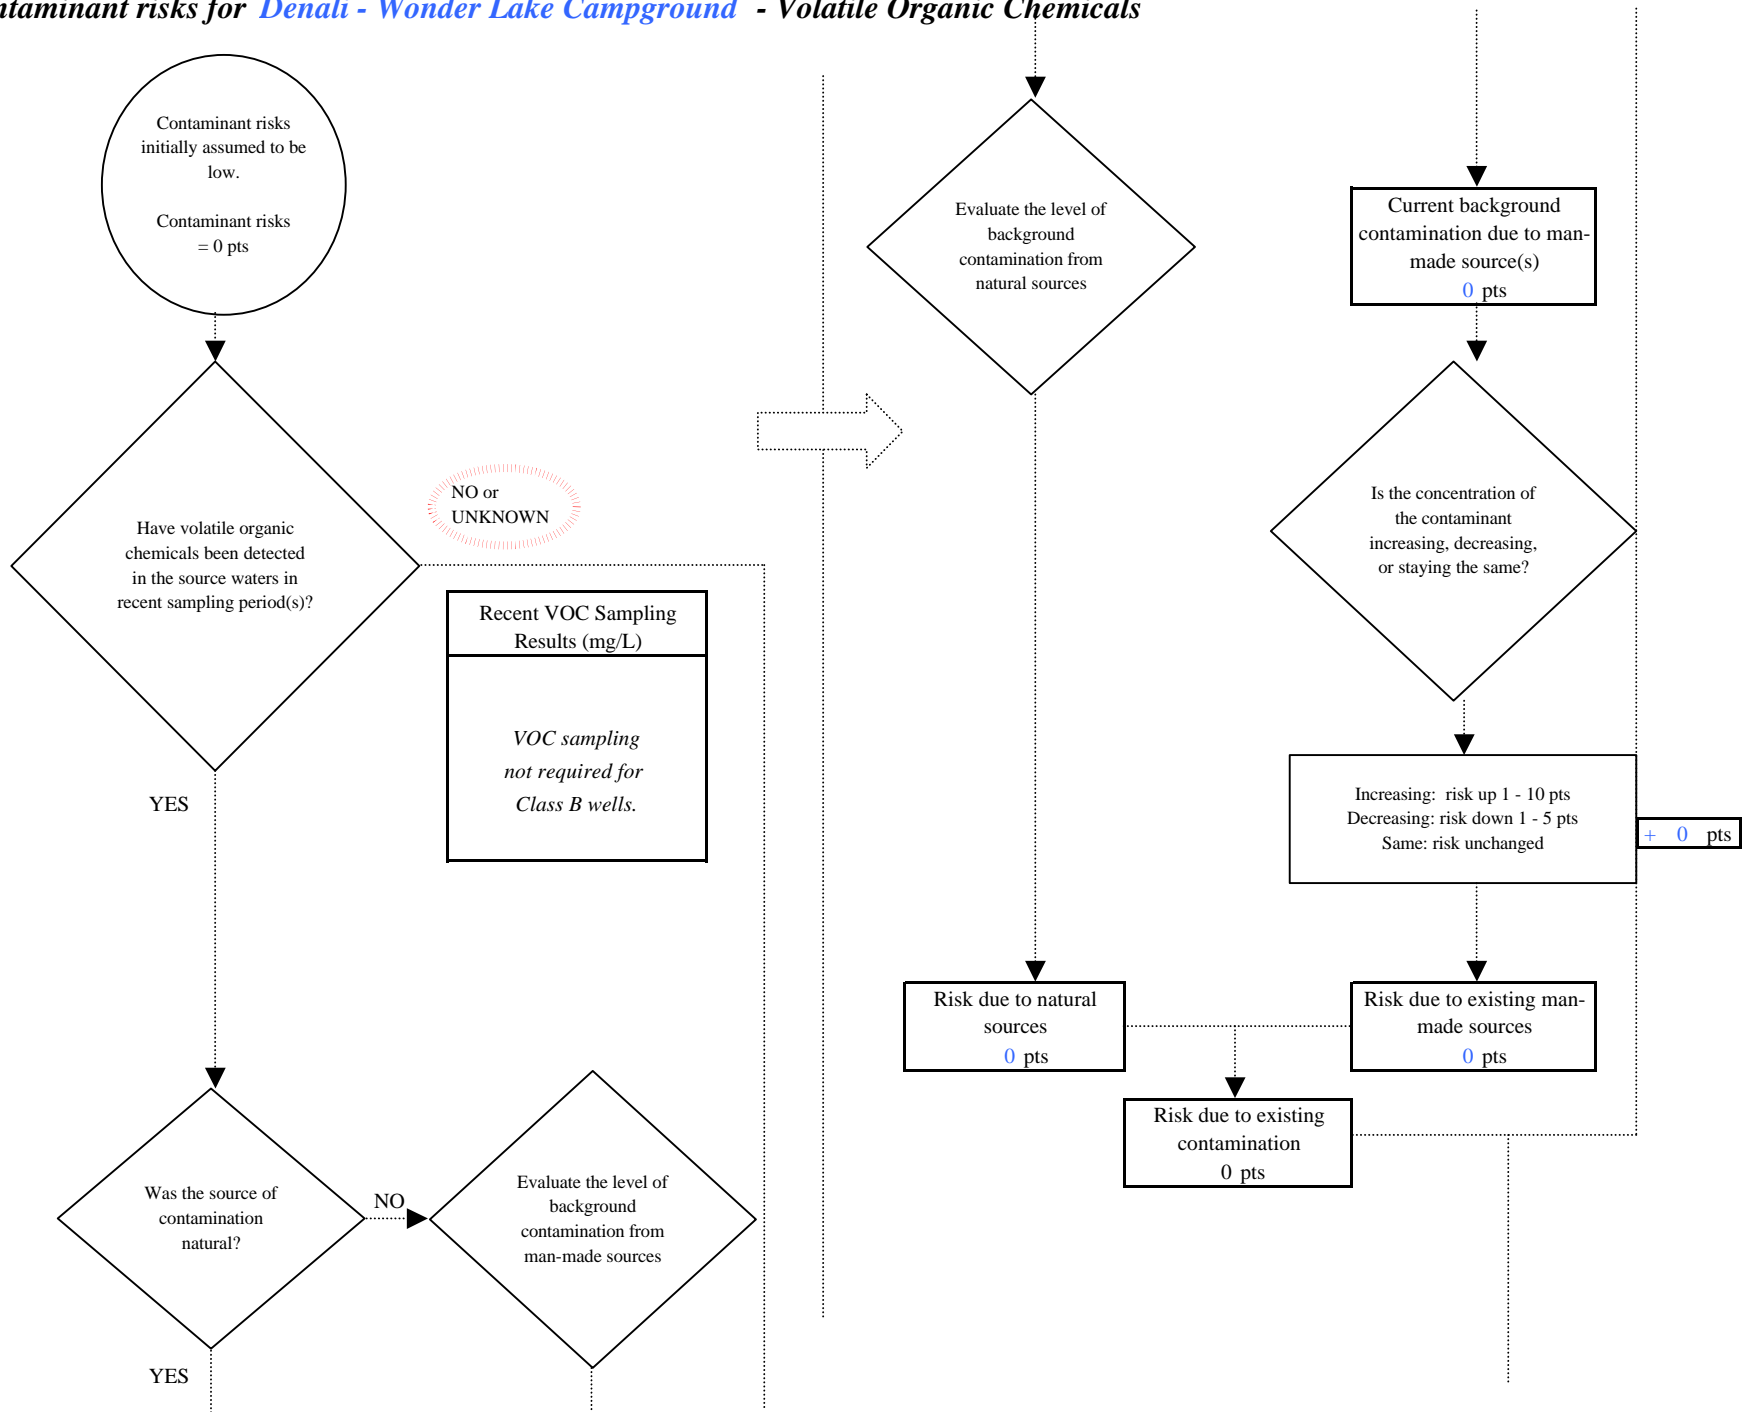 ntaminant risks for Denali - Wonder Lake Campground - Volatile Organic Chemicals
Contaminant risks
initially assumed to be
low.
Contaminant risks
= 0 pts
Have volatile organic
chemicals been detected
in the source waters in
recent sampling period(s)?
NO or
UNKNOWN
Recent VOC Sampling
Results (mg/L)
VOC sampling
not required for
Class B wells.
YES
Was the source of
contamination
natural?
NO
Evaluate the level of
background
contamination from
man-made sources
YES
Evaluate the level of
background
contamination from
natural sources
Current background
contamination due to man-
made source(s)
0 pts
Is the concentration of
the contaminant
increasing, decreasing,
or staying the same?
Increasing: risk up 1 - 10 pts
Decreasing: risk down 1 - 5 pts
Same: risk unchanged
+ 0 pts
Risk due to natural
sources
0 pts
Risk due to existing man-
made sources
0 pts
Risk due to existing
contamination
0 pts